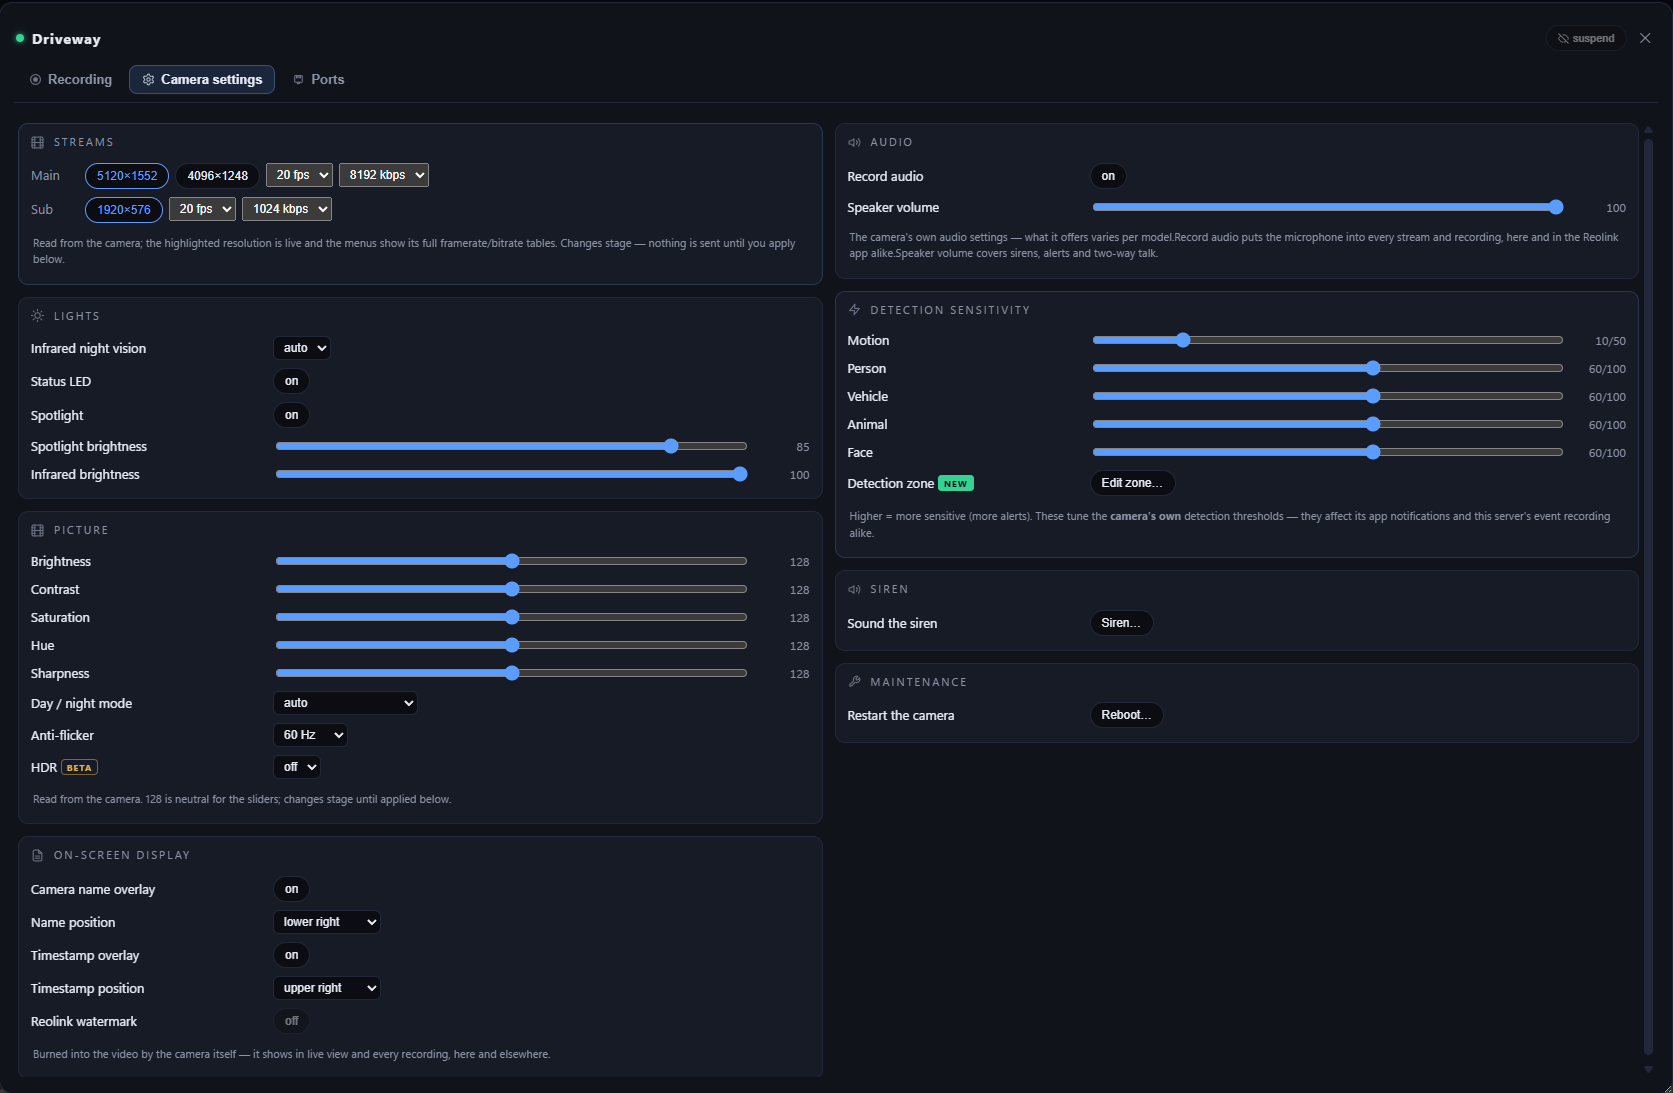 Driveway
suspend
Recording
Camera settings
Ports
STREAMS
Main 5120×1552 4096×1248 20 fps 8192 kbps
Sub 1920×576 20 fps 1024 kbps
Read from the camera; the highlighted resolution is live and the menus show its full framerate/bitrate tables. Changes stage — nothing is sent until you apply
below.
LIGHTS
Infrared night vision auto
Status LED on
Spotlight on
Spotlight brightness 85
Infrared brightness 100
PICTURE
Brightness 128
Contrast 128
Saturation 128
Hue 128
Sharpness 128
Day / night mode auto
Anti-flicker 60 Hz
HDR BETA off
Read from the camera. 128 is neutral for the sliders; changes stage until applied below.
ON-SCREEN DISPLAY
Camera name overlay on
Name position lower right
Timestamp overlay on
Timestamp position upper right
Reolink watermark off
Burned into the video by the camera itself — it shows in live view and every recording, here and elsewhere.
AUDIO
Record audio on
Speaker volume 100
The camera's own audio settings — what it offers varies per model.Record audio puts the microphone into every stream and recording, here and in the Reolink
app alike.Speaker volume covers sirens, alerts and two-way talk.
DETECTION SENSITIVITY
Motion 10/50
Person 60/100
Vehicle 60/100
Animal 60/100
Face 60/100
Detection zone NEW Edit zone...
Higher = more sensitive (more alerts). These tune the camera's own detection thresholds — they affect its app notifications and this server's event recording
alike.
SIREN
Sound the siren Siren...
MAINTENANCE
Restart the camera Reboot...